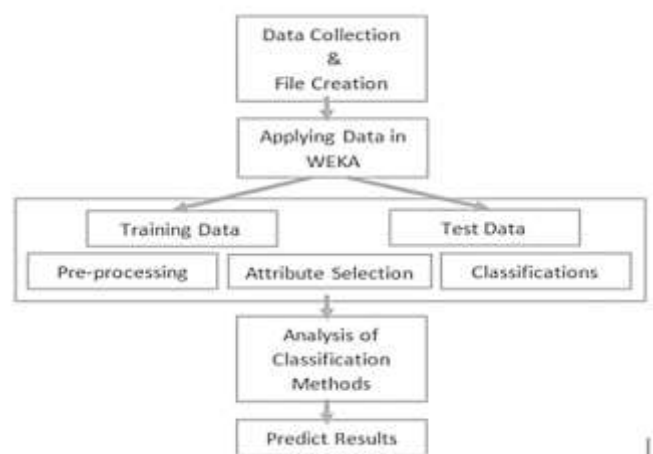 Data Collection
&
File Creation
Applying Data in
WEKA
Training Data
Test Data
Pre-processing
Attribute Selection
Classifications
Analysis of
Classification
Methods
Predict Results